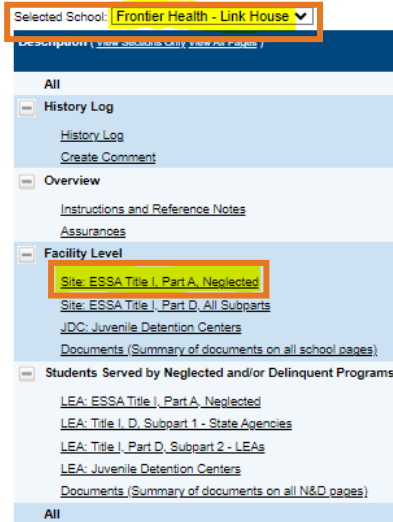 Selected School: Frontier Health - Link House
Description ( View Sections Only View All Pages )
All
History Log
History Log
Create Comment
Overview
Instructions and Reference Notes
Assurances
Facility Level
Site: ESSA Title I, Part A, Neglected
Site: ESSA Title I, Part D, All Subparts
JDC: Juvenile Detention Centers
Documents (Summary of documents on all school pages)
Students Served by Neglected and/or Delinquent Programs
LEA: ESSA Title I, Part A, Neglected
LEA: Title I, D, Subpart 1 - State Agencies
LEA: Title I, Part D, Subpart 2 - LEAs
LEA: Juvenile Detention Centers
Documents (Summary of documents on all N&D pages)
All